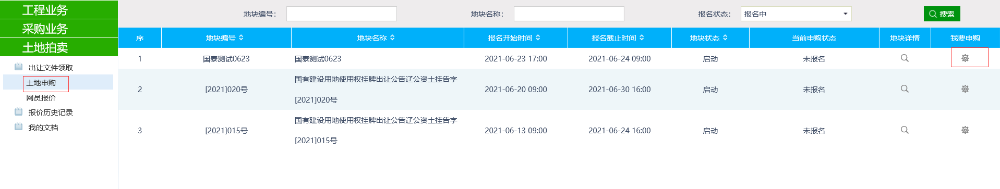 工程业务
采购业务
土地拍卖
出让文件领取
土地申购
网员报价
报价历史记录
我的文档
地块编号：
地块名称：
报名状态：
报名中
搜索
序
地块编号
地块名称
报名开始时间
报名截止时间
地块状态
当前申购状态
地块详情
我要申购
1
国泰测试0623
国泰测试0623
2021-06-23 17:00
2021-06-24 09:00
启动
未报名
2
[2021]020号
国有建设用地使用权挂牌出让公告辽公资土挂告字
[2021]020号
2021-06-20 09:00
2021-06-30 16:00
启动
未报名
3
[2021]015号
国有建设用地使用权挂牌出让公告辽公资土挂告字
[2021]015号
2021-06-13 09:00
2021-06-24 16:00
启动
未报名